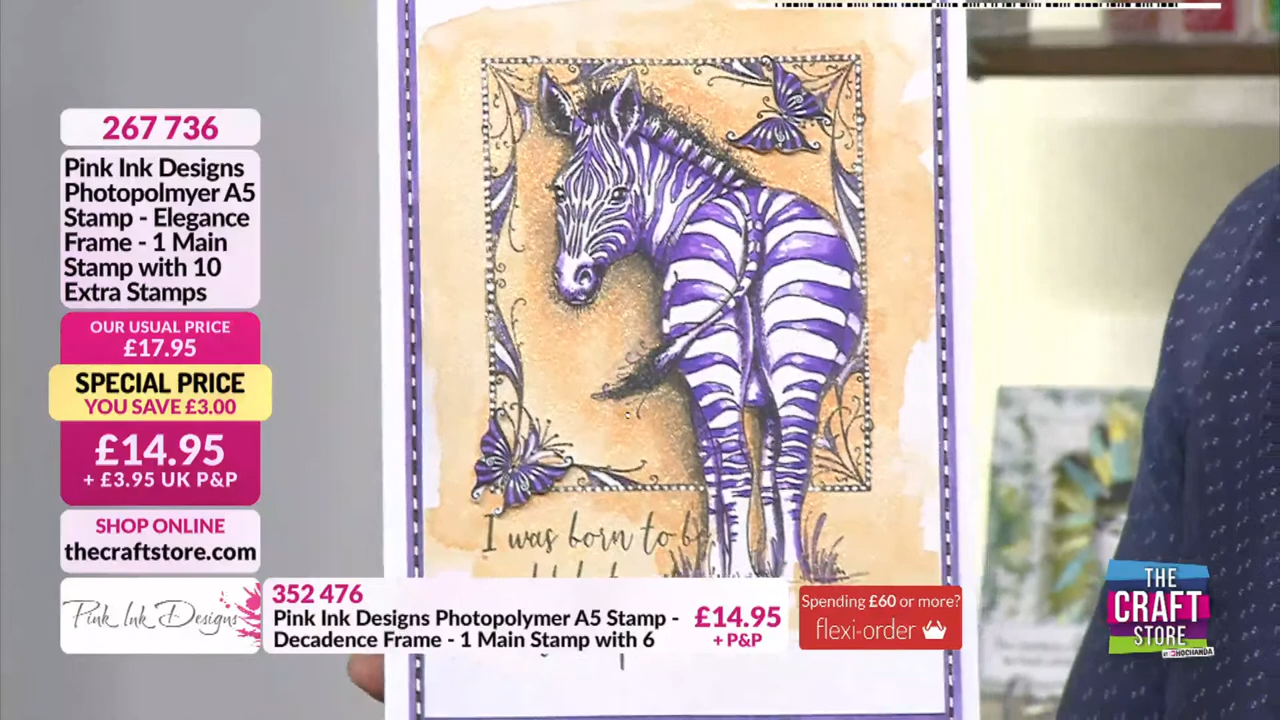 267 736
Pink Ink Designs
Photopolmyer A5
Stamp - Elegance
Frame - 1 Main
Stamp with 10
Extra Stamps
OUR USUAL PRICE
£17.95
SPECIAL PRICE
YOU SAVE £3.00
£14.95
+ £3.95 UK P&P
SHOP ONLINE
thecraftstore.com
I was born to be
Pink Ink Designs
352 476
Pink Ink Designs Photopolymer A5 Stamp -
Decadence Frame - 1 Main Stamp with 6
£14.95
+ P&P
Spending £60 or more?
flexi-order
THE
CRAFT
STORE
HOCHANDA